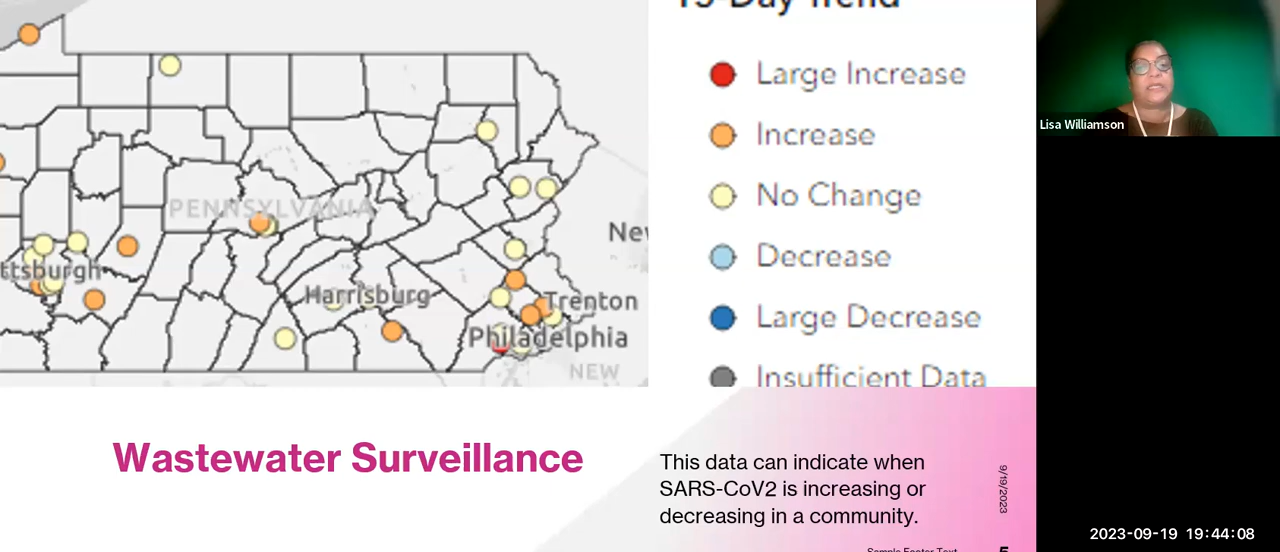 15-Day Trend
Large Increase
Increase
No Change
Decrease
Large Decrease
Insufficient Data
PENNSYLVANIA
ttsburgh
Harrisburg
New
Trenton
Philadelphia
NEW
Lisa Williamson
Wastewater Surveillance
This data can indicate when
SARS-CoV2 is increasing or
decreasing in a community.
9/19/2023
Sample Footer Text
2023-09-19 19:44:08